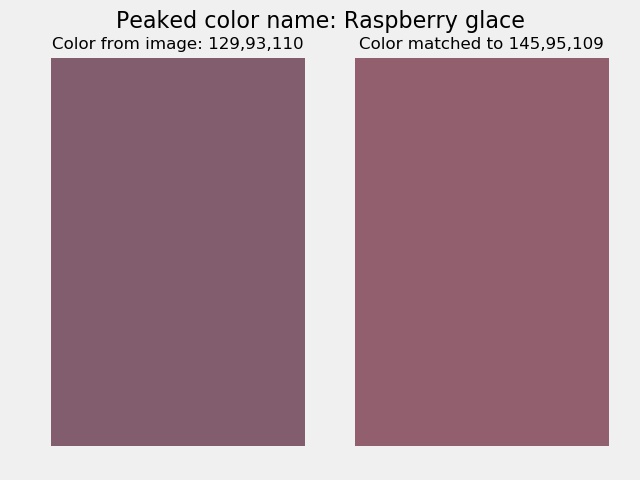 Peaked color name: Raspberry glace
Color from image: 129,93,110
Color matched to 145,95,109